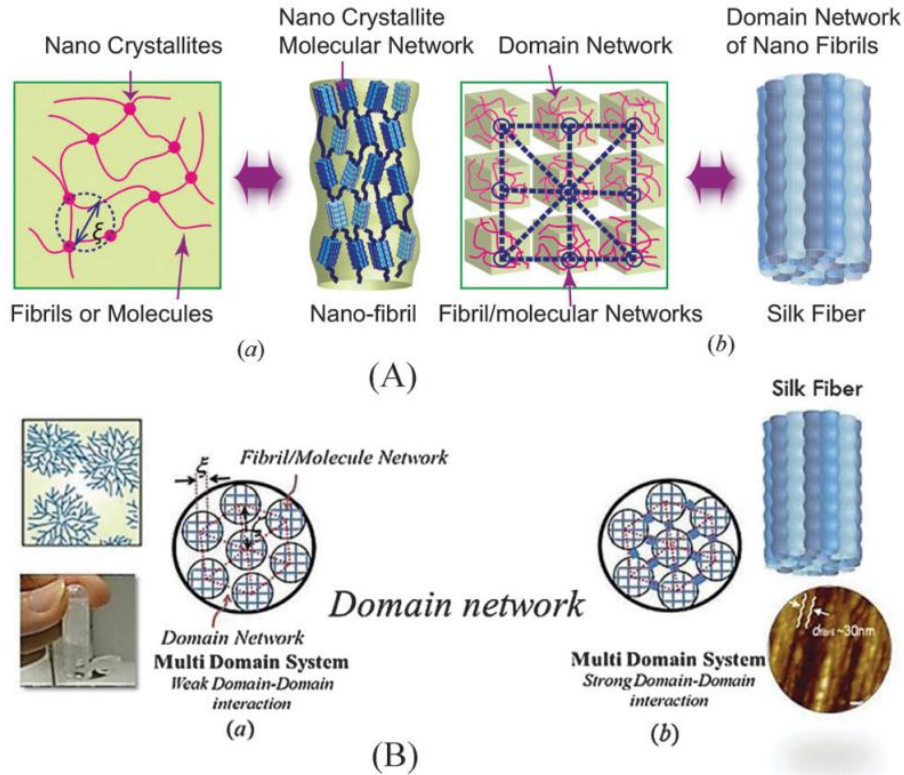 Nano Crystallites
Nano Crystallite
Molecular Network
Domain Network
Domain Network
of Nano Fibrils
ξ
Fibrils or Molecules
Nano-fibril
Fibril/molecular Networks
Silk Fiber
(a)
(b)
(A)
Silk Fiber
ξ
Fibril/Molecule Network
Domain network
Domain Network
Multi Domain System
Weak Domain-Domain
interaction
(a)
Multi Domain System
Strong Domain-Domain
interaction
(b)
~30nm
(B)